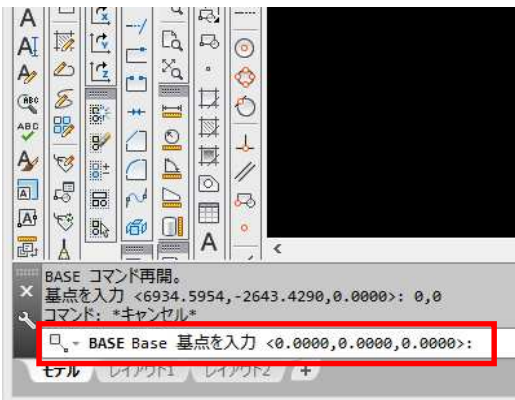 BASE コマンド再開。
基点を入力 <6934.5954,-2643.4290,0.0000>: 0,0
コマンド: *キャンセル*
BASE Base 基点を入力 <0.0000,0.0000,0.0000>:
モデル レイアウト1 レイアウト2 +